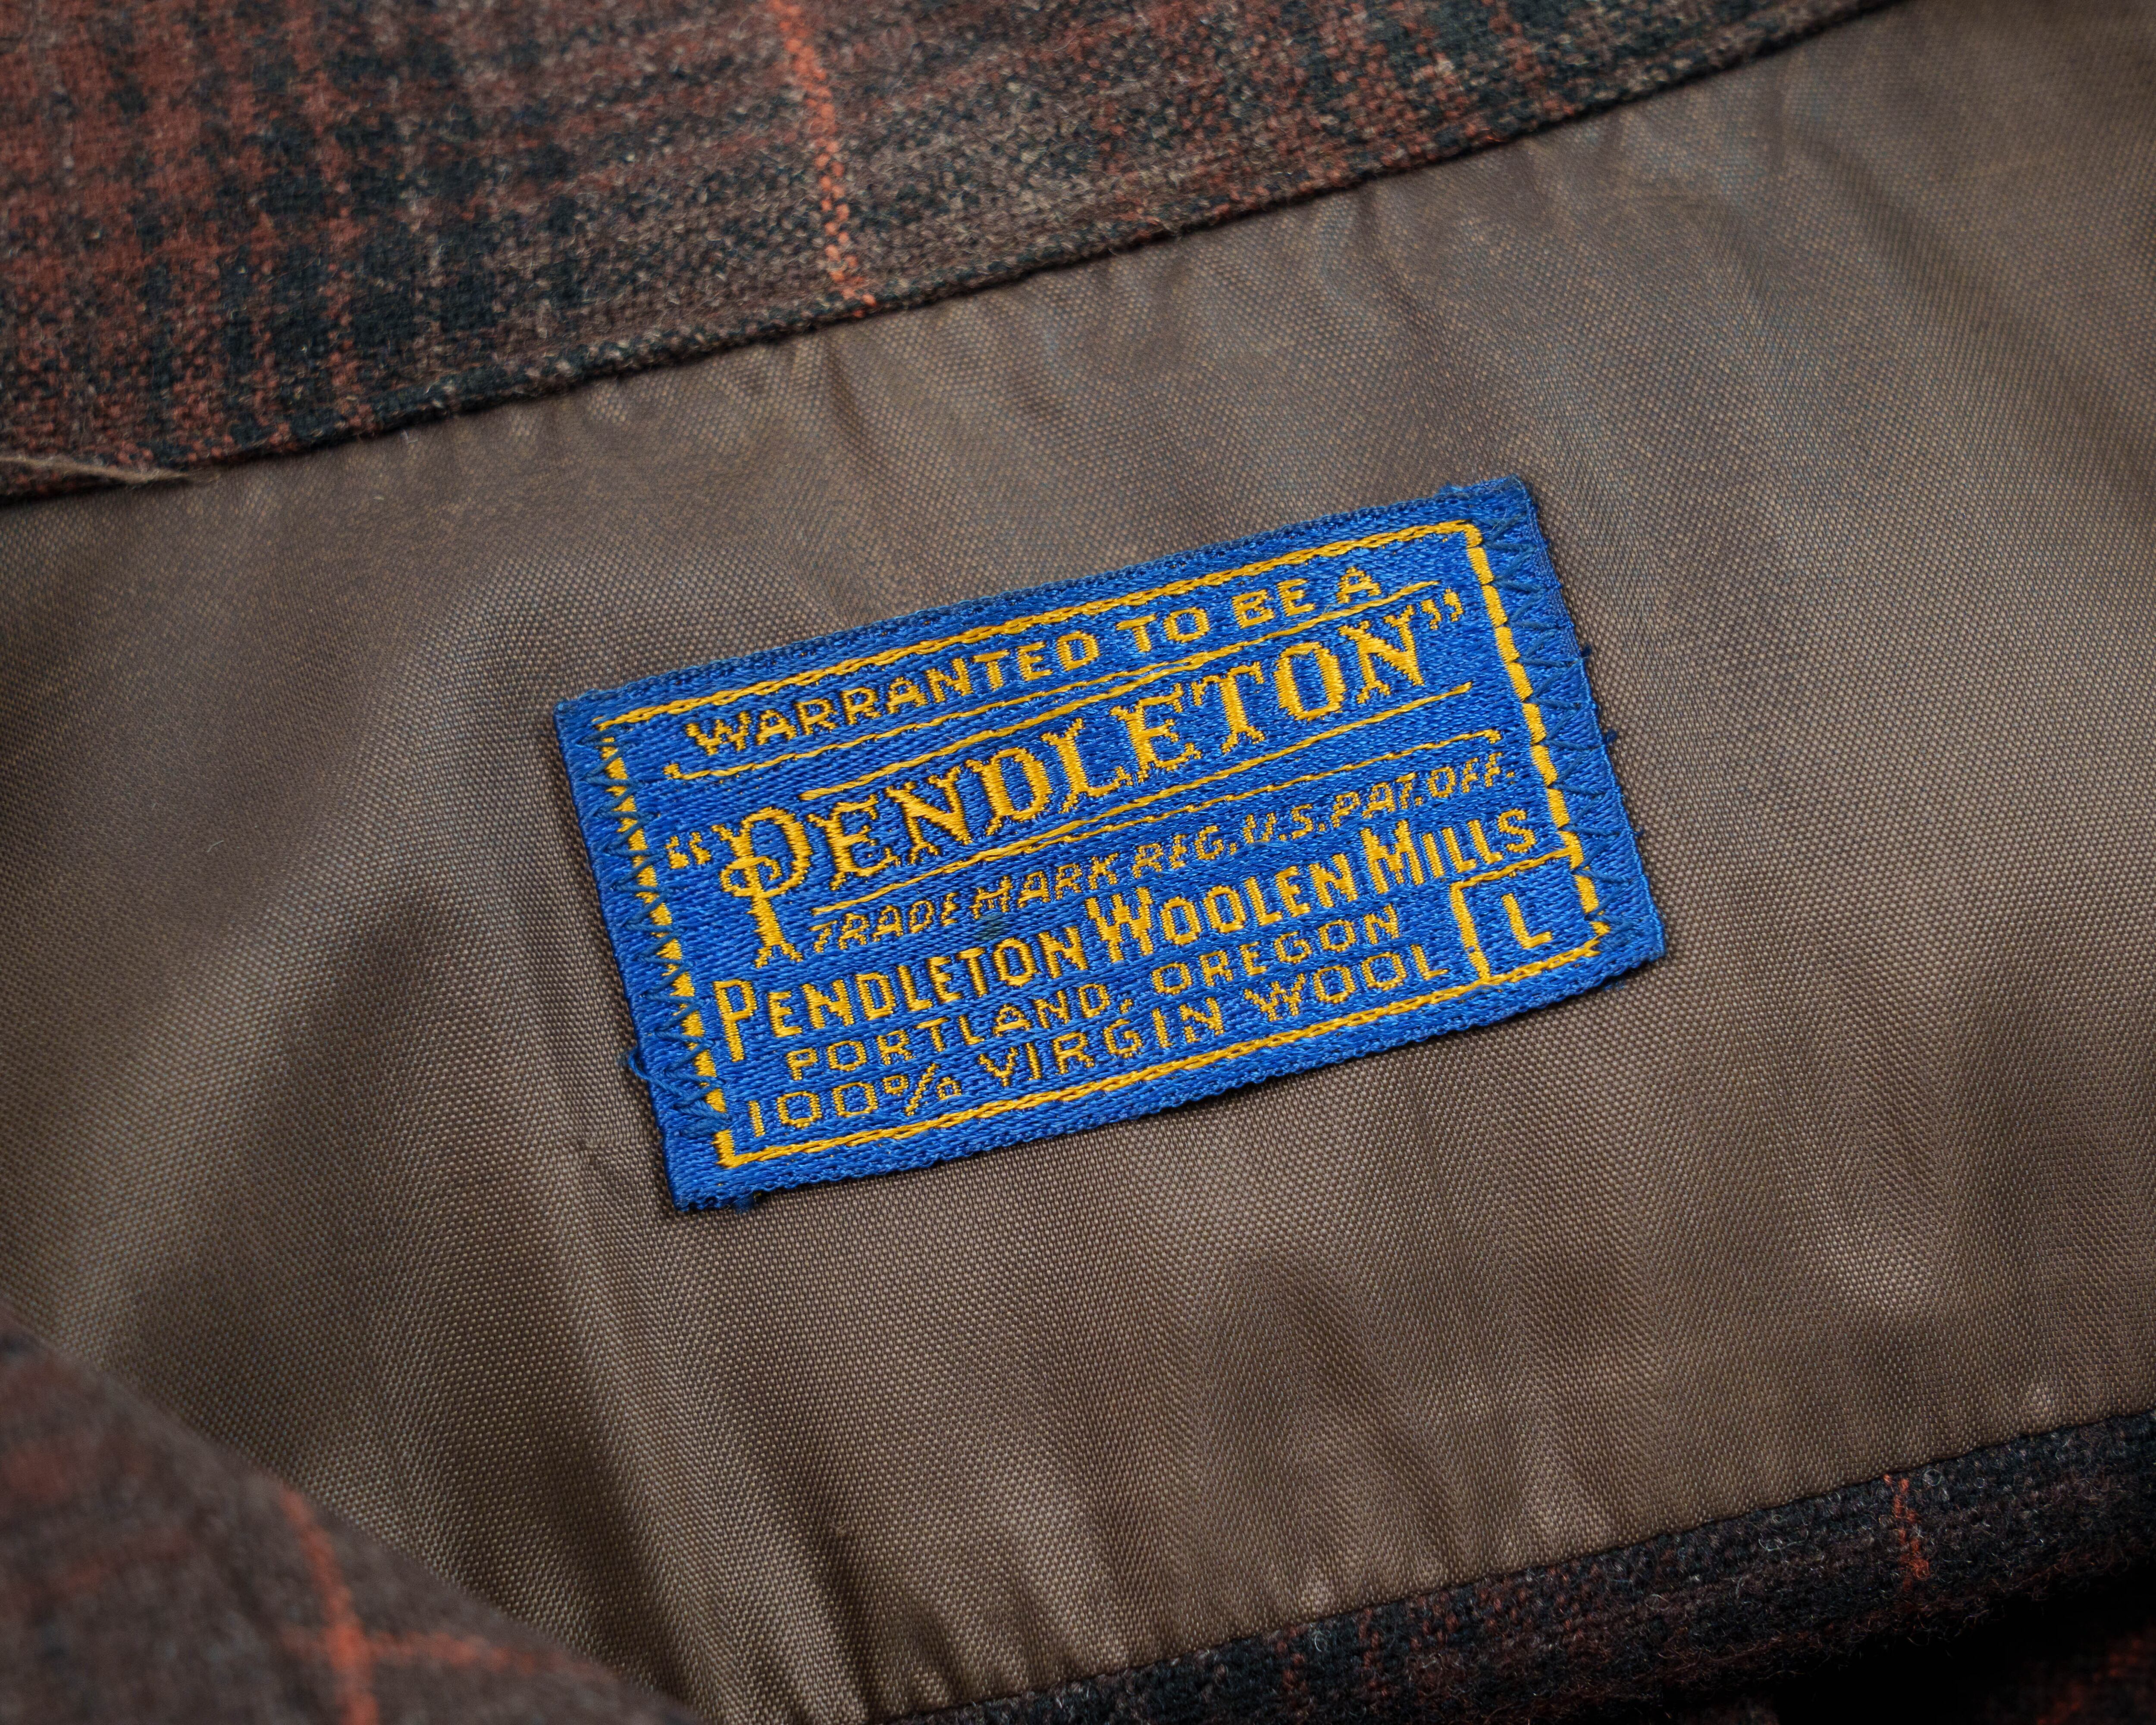 WARRANTED TO BE A
“PENDLETON”
TRADE MARK REG. U.S. PAT. OFF.
PENDLETON WOOLEN MILLS
PORTLAND, OREGON
100% VIRGIN WOOL
L